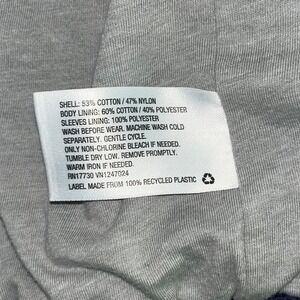 SHELL: 53% COTTON / 47% NYLON
BODY LINING: 60% COTTON / 40% POLYESTER
SLEEVES LINING: 100% POLYESTER
WASH BEFORE WEAR. MACHINE WASH COLD
SEPARATELY. GENTLE CYCLE.
ONLY NON-CHLORINE BLEACH IF NEEDED.
TUMBLE DRY LOW. REMOVE PROMPTLY.
WARM IRON IF NEEDED.
RN17730 VN1247024
LABEL MADE FROM 100% RECYCLED PLASTIC